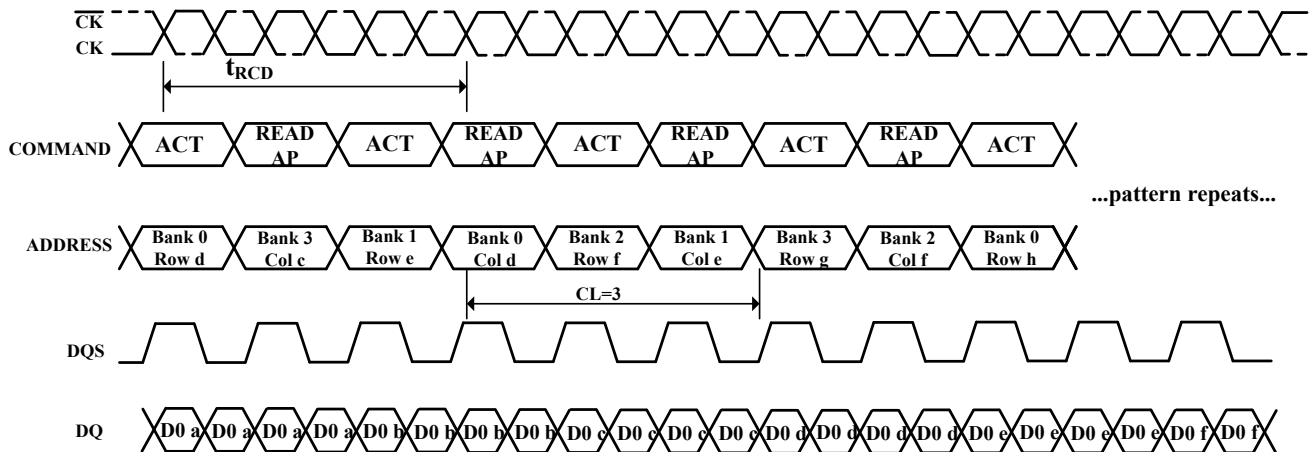 CK
CK
tRCD
COMMAND ACT READ AP ACT READ AP ACT READ AP ACT READ AP ACT
...pattern repeats...
ADDRESS Bank 0 Row d Bank 3 Col c Bank 1 Row e Bank 0 Col d Bank 2 Row f Bank 1 Col e Bank 3 Row g Bank 2 Col f Bank 0 Row h
CL=3
DQS
DQ D0 a D0 a D0 a D0 a D0 b D0 b D0 b D0 b D0 c D0 c D0 c D0 c D0 d D0 d D0 d D0 d D0 e D0 e D0 e D0 e D0 f D0 f